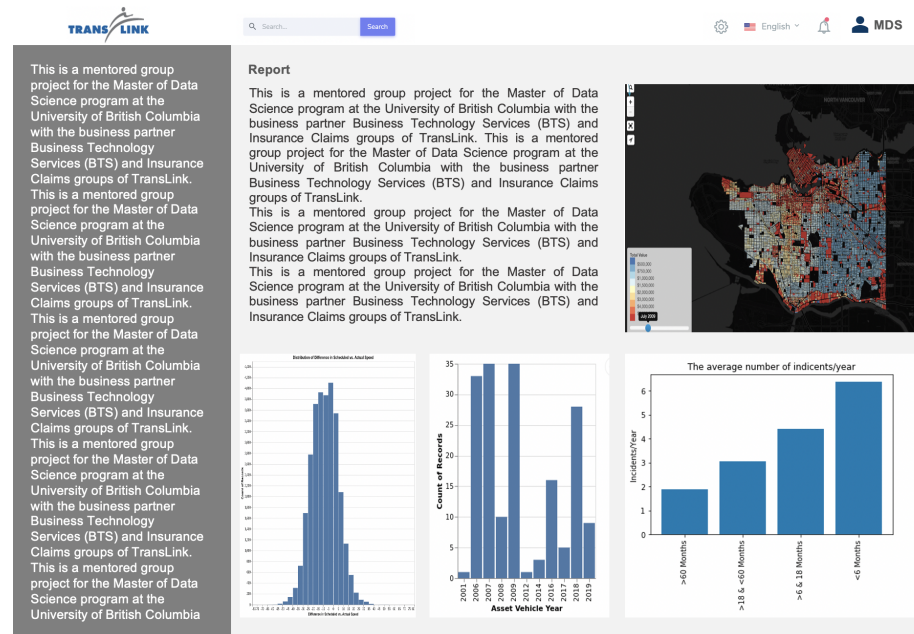 TRANS LINK
Search...
Search
English
MDS
This is a mentored group
project for the Master of Data
Science program at the
University of British Columbia
with the business partner
Business Technology
Services (BTS) and Insurance
Claims groups of TransLink.
This is a mentored group
project for the Master of Data
Science program at the
University of British Columbia
with the business partner
Business Technology
Services (BTS) and Insurance
Claims groups of TransLink.
This is a mentored group
project for the Master of Data
Science program at the
University of British Columbia
with the business partner
Business Technology
Services (BTS) and Insurance
Claims groups of TransLink.
This is a mentored group
project for the Master of Data
Science program at the
University of British Columbia
with the business partner
Business Technology
Services (BTS) and Insurance
Claims groups of TransLink.
This is a mentored group
project for the Master of Data
Science program at the
University of British Columbia
Report
This is a mentored group project for the Master of Data
Science program at the University of British Columbia with the
business partner Business Technology Services (BTS) and
Insurance Claims groups of TransLink. This is a mentored
group project for the Master of Data Science program at the
University of British Columbia with the business partner
Business Technology Services (BTS) and Insurance Claims
groups of TransLink.
This is a mentored group project for the Master of Data
Science program at the University of British Columbia with the
business partner Business Technology Services (BTS) and
Insurance Claims groups of TransLink.
This is a mentored group project for the Master of Data
Science program at the University of British Columbia with the
business partner Business Technology Services (BTS) and
Insurance Claims groups of TransLink.
NORTH VANCOUVER
Total Value
July 2009
Distribution of Difference in Scheduled vs. Actual Speed
Count of Records
Difference in Scheduled vs. Actual Speed
35
30
25
20
15
10
5
0
Count of Records
2001
2006
2007
2008
2009
2012
2014
2016
2017
2018
2019
Asset Vehicle Year
The average number of indicents/year
6
5
4
3
2
1
0
Incidents/Year
>60 Months
>18 & <60 Months
>6 & 18 Months
<6 Months